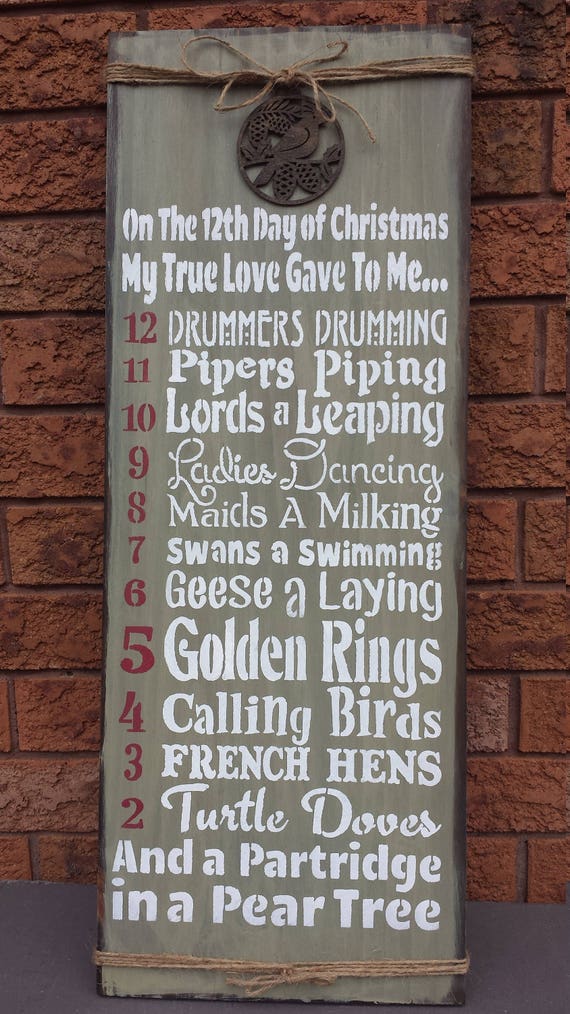 On The 12th Day of Christmas
My True Love Gave To Me...
12 DRUMMERS DRUMMING
11 Pipers Piping
10 Lords a Leaping
9 Ladies Dancing
8 Maids A Milking
7 Swans a Swimming
6 Geese a Laying
5 Golden Rings
4 Calling Birds
3 FRENCH HENS
2 Turtle Doves
And a Partridge
in a Pear Tree